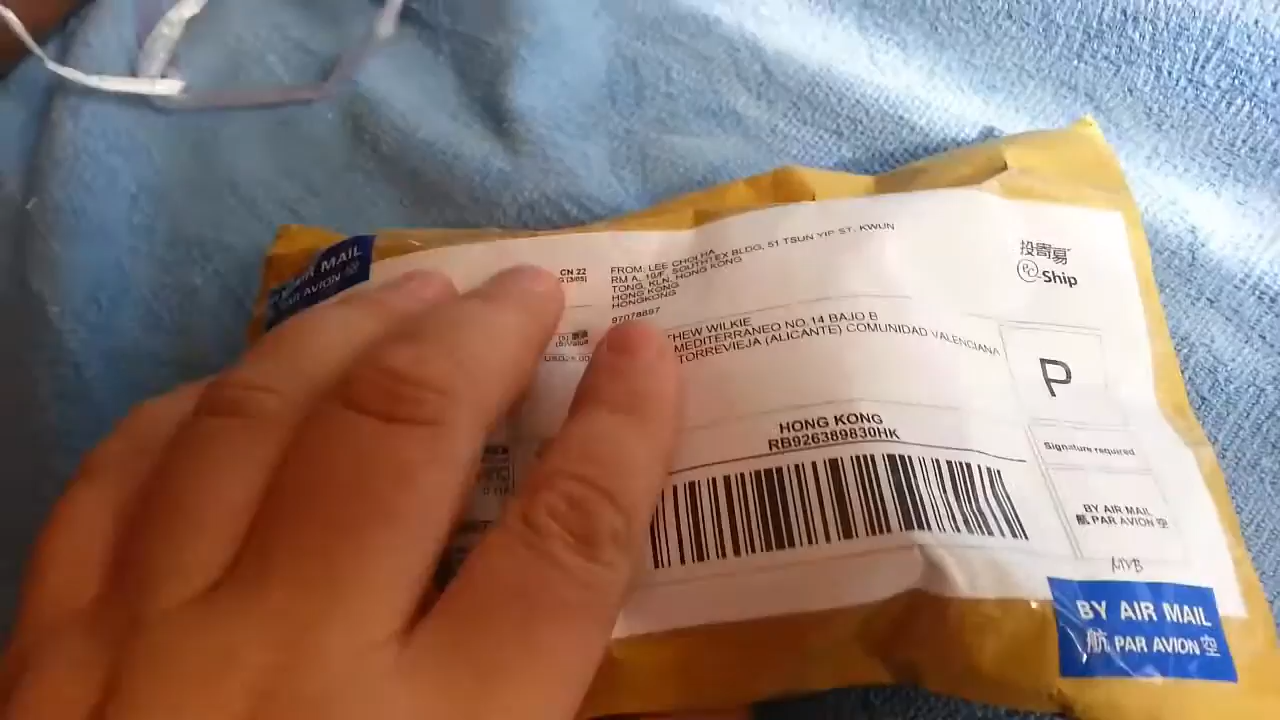 AIR MAIL
PAR AVION 空
CN 22
FROM: LEE CHOI HA
RM A, 10/F, SOUTHTEX BLDG, 51 TSUN YIP ST. KWUN
TONG, KLN, HONG KONG
HONG KONG
HONGKONG
97078697
投寄易
Ship
THEW WILKIE
MEDITERRANEO NO.14 BAJO B
TORREVIEJA (ALICANTE) COMUNIDAD VALENCIANA
P
HONG KONG
RB926389830HK
Signature required
BY AIR MAIL
航 PAR AVION 空
MVB
BY AIR MAIL
航 PAR AVION 空